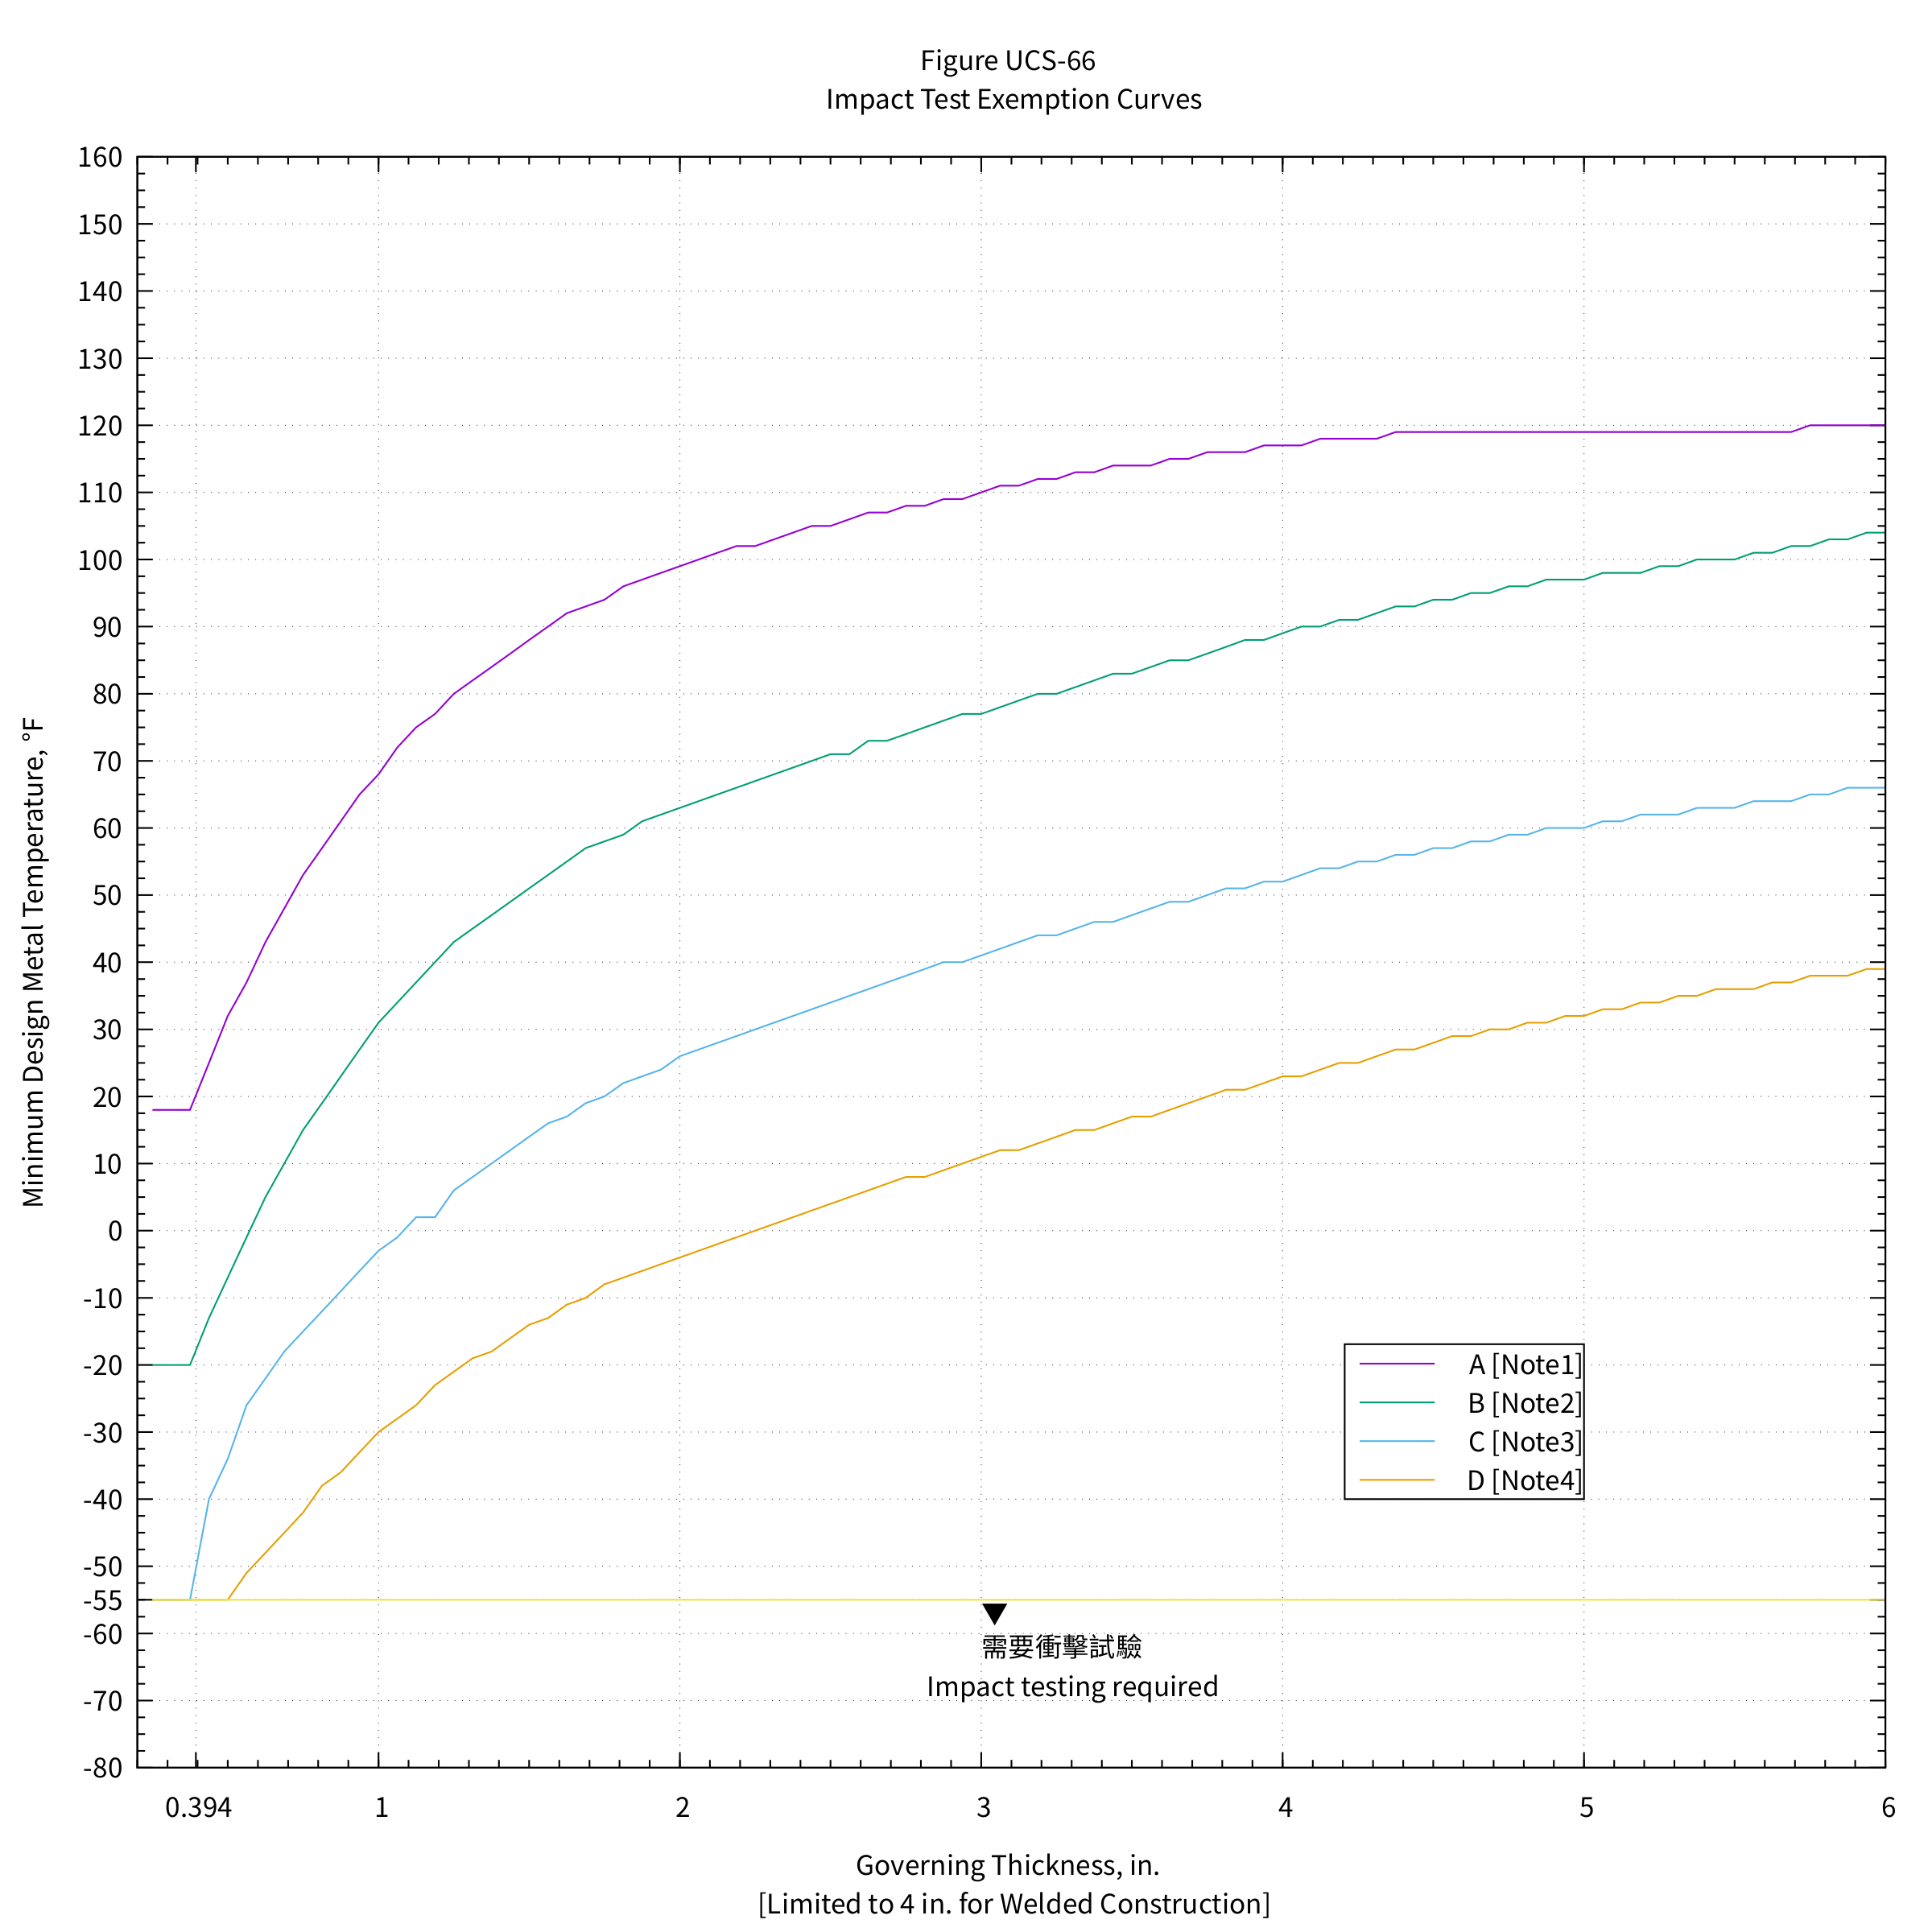 Figure UCS-66
Impact Test Exemption Curves
160
150
140
130
120
110
100
90
80
70
60
50
40
30
20
10
0
-10
-20
-30
-40
-50
-55
-60
-70
-80
Minimum Design Metal Temperature, °F
A [Note1]
B [Note2]
C [Note3]
D [Note4]
▼
需要衝擊試驗
Impact testing required
0.394 1 2 3 4 5 6
Governing Thickness, in.
[Limited to 4 in. for Welded Construction]